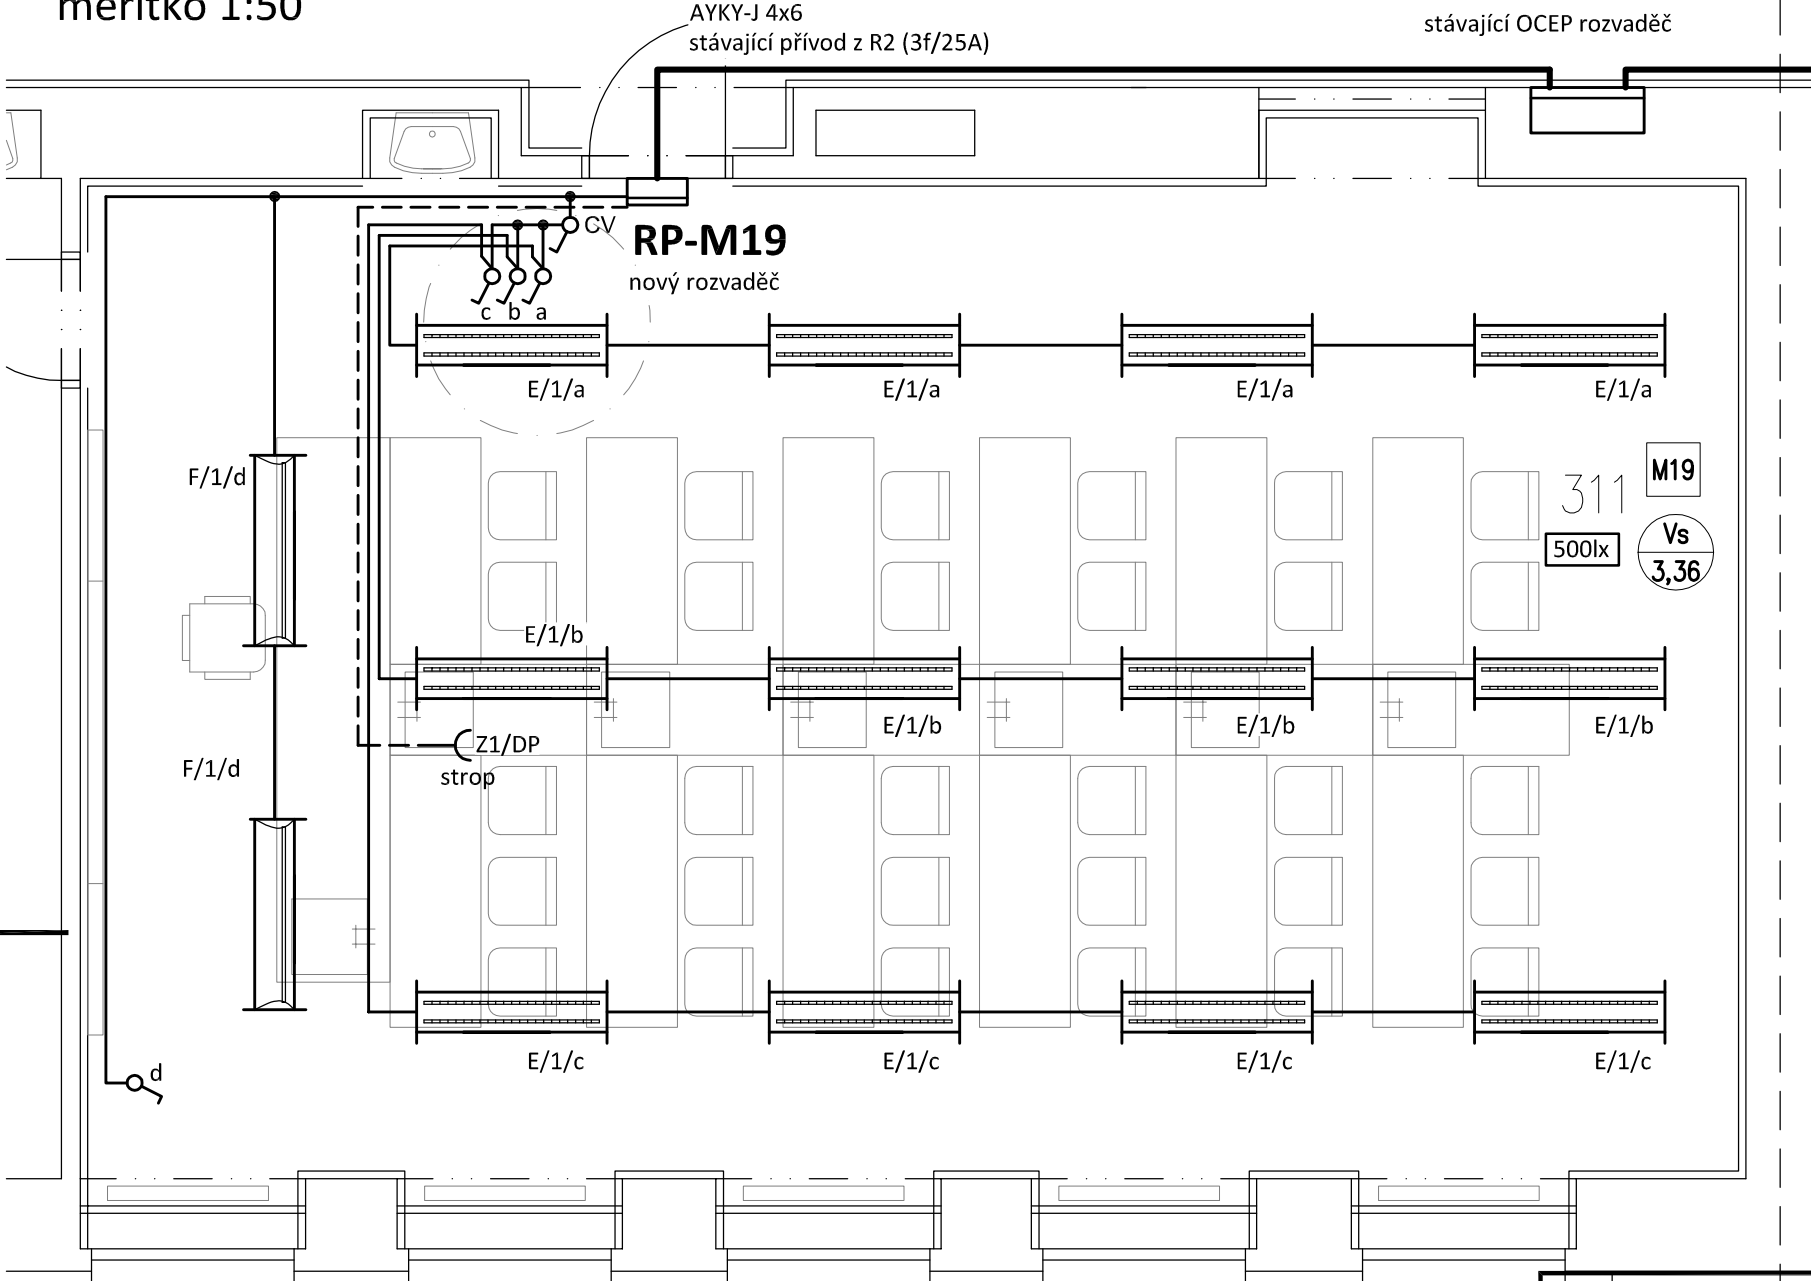 měřítko 1:50
AYKY-J 4x6
stávající přívod z R2 (3f/25A)
stávající OCEP rozvaděč
CV
RP-M19
nový rozvaděč
c b a
E/1/a
E/1/a
E/1/a
E/1/a
F/1/d
M19
311
500lx
Vs
3,36
E/1/b
E/1/b
E/1/b
E/1/b
Z1/DP
strop
F/1/d
E/1/c
E/1/c
E/1/c
E/1/c
d